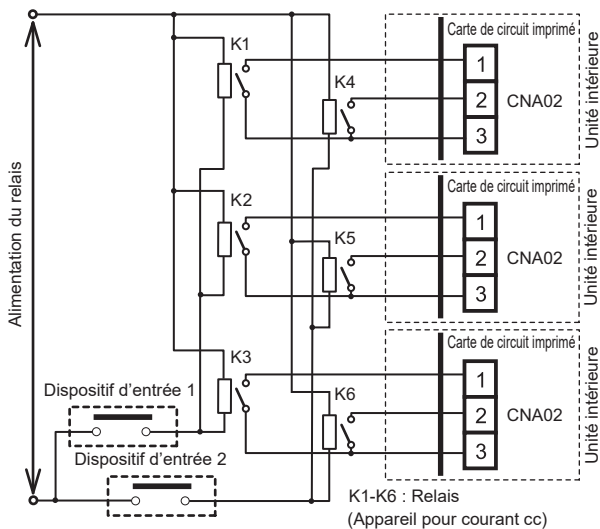 Carte de circuit imprimé
K1
1
K4
2
CNA02
3
Unité intérieure
Carte de circuit imprimé
K2
1
K5
2
CNA02
3
Unité intérieure
Alimentation du relais
Carte de circuit imprimé
K3
1
K6
2
CNA02
3
Unité intérieure
Dispositif d'entrée 1
Dispositif d'entrée 2
K1-K6 : Relais
(Appareil pour courant cc)